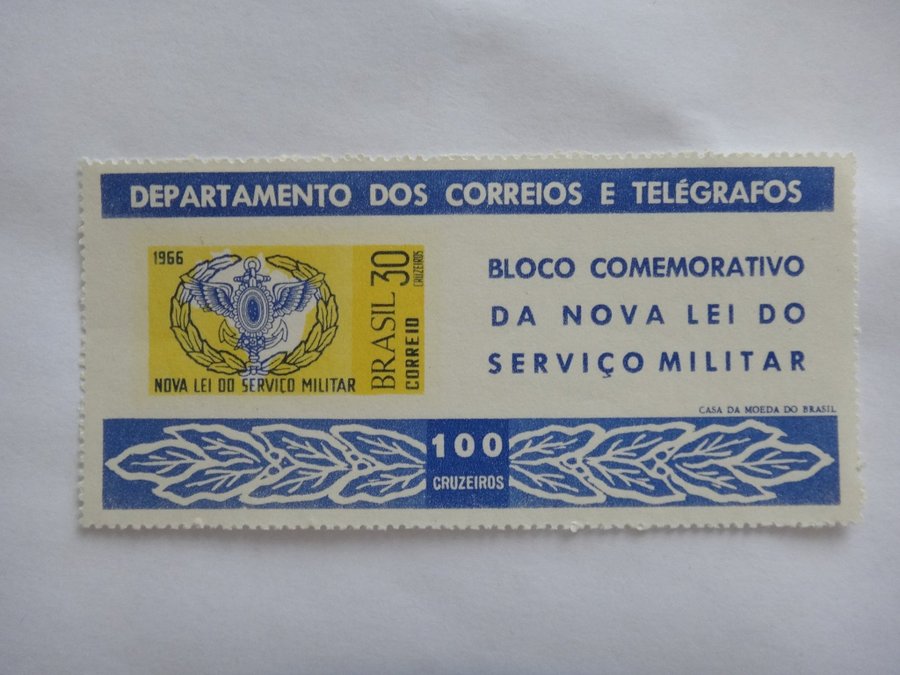 DEPARTAMENTO DOS CORREIOS E TELÉGRAFOS
1966
NOVA LEI DO SERVIÇO MILITAR
BRASIL 30
CRUZEIROS
CORREIO
BLOCO COMEMORATIVO
DA NOVA LEI DO
SERVIÇO MILITAR
CASA DA MOEDA DO BRASIL
100
CRUZEIROS